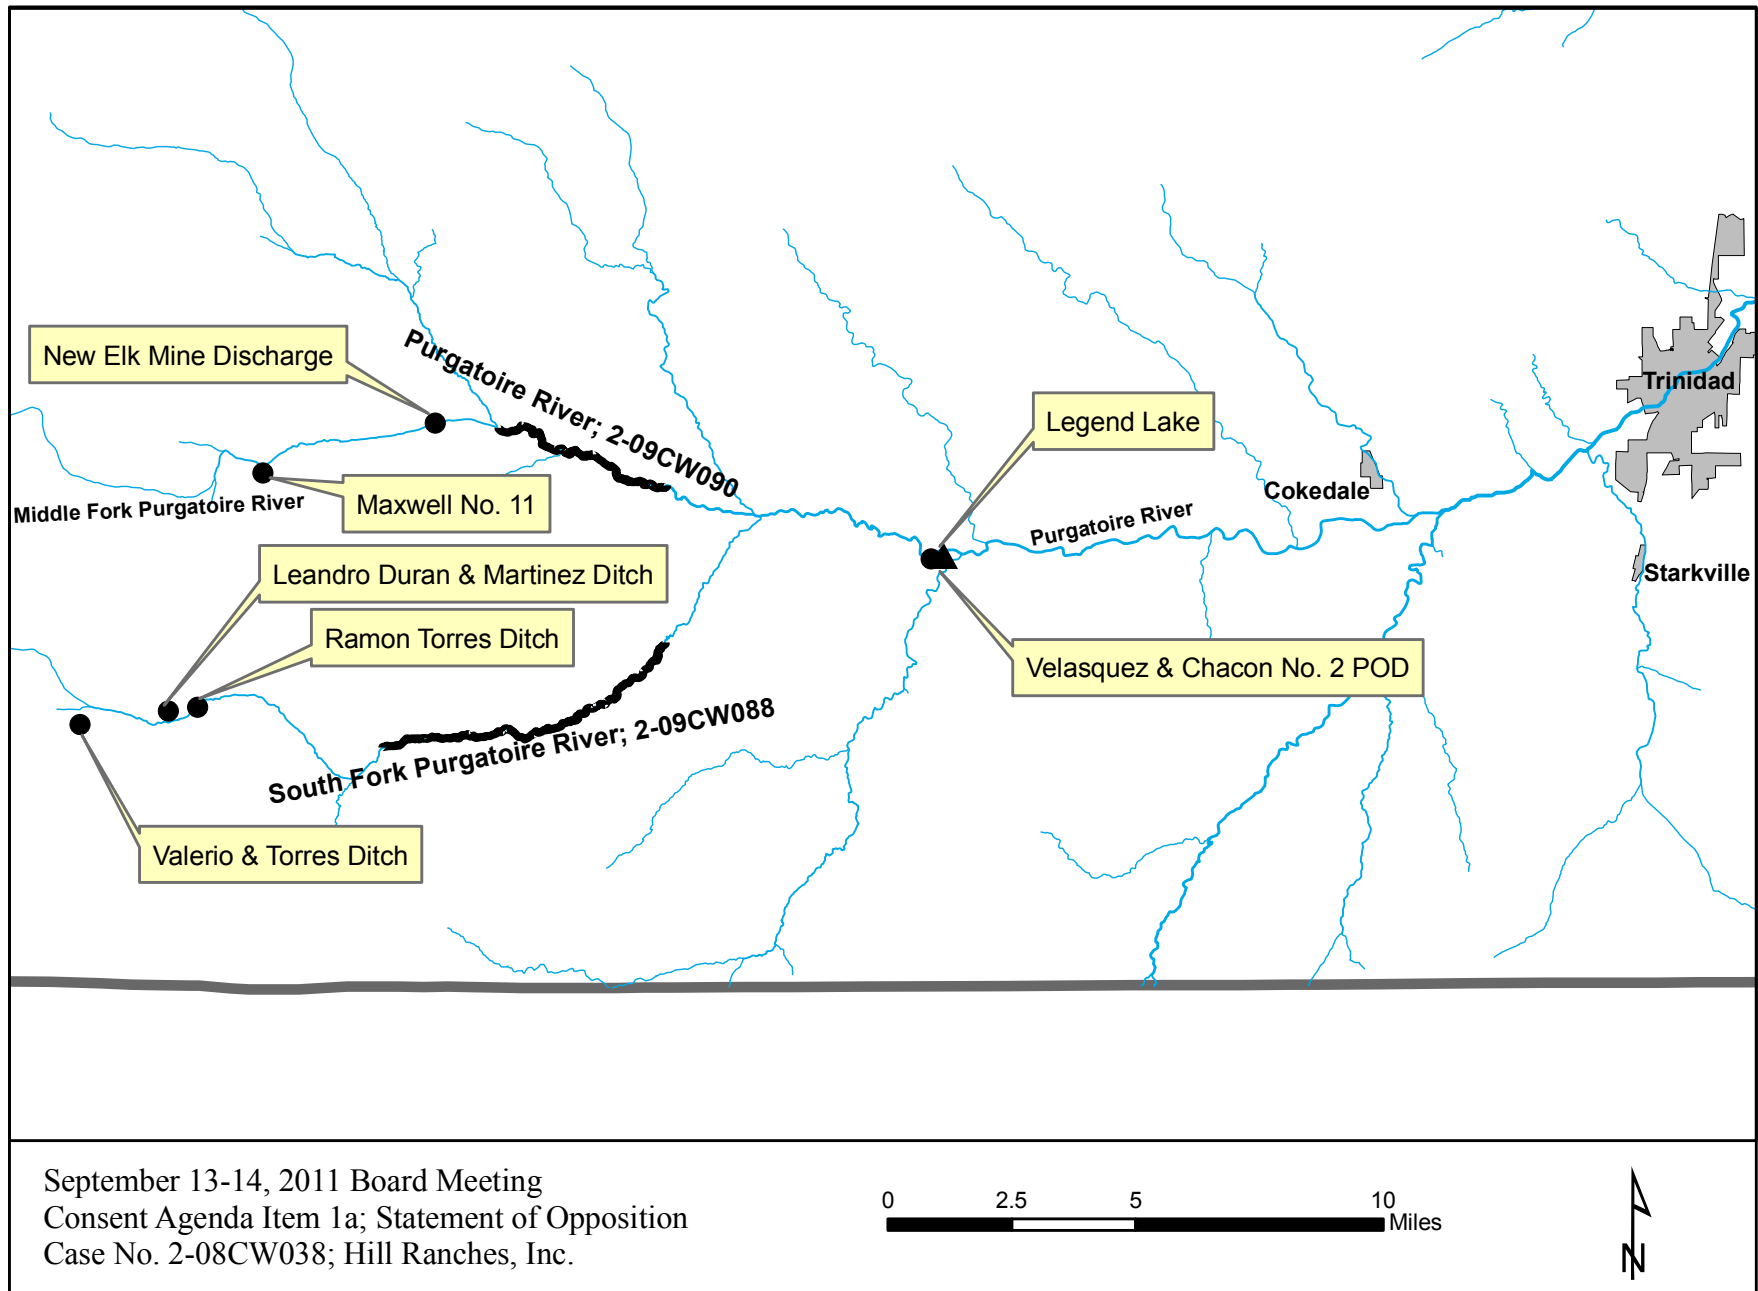 New Elk Mine Discharge
Purgatoire River; 2-09CW090
Legend Lake
Trinidad
Maxwell No. 11
Middle Fork Purgatoire River
Cokedale
Purgatoire River
Leandro Duran & Martinez Ditch
Starkville
Ramon Torres Ditch
Velasquez & Chacon No. 2 POD
South Fork Purgatoire River; 2-09CW088
Valerio & Torres Ditch
September 13-14, 2011 Board Meeting
Consent Agenda Item 1a; Statement of Opposition
Case No. 2-08CW038; Hill Ranches, Inc.
0 2.5 5 10
Miles
N